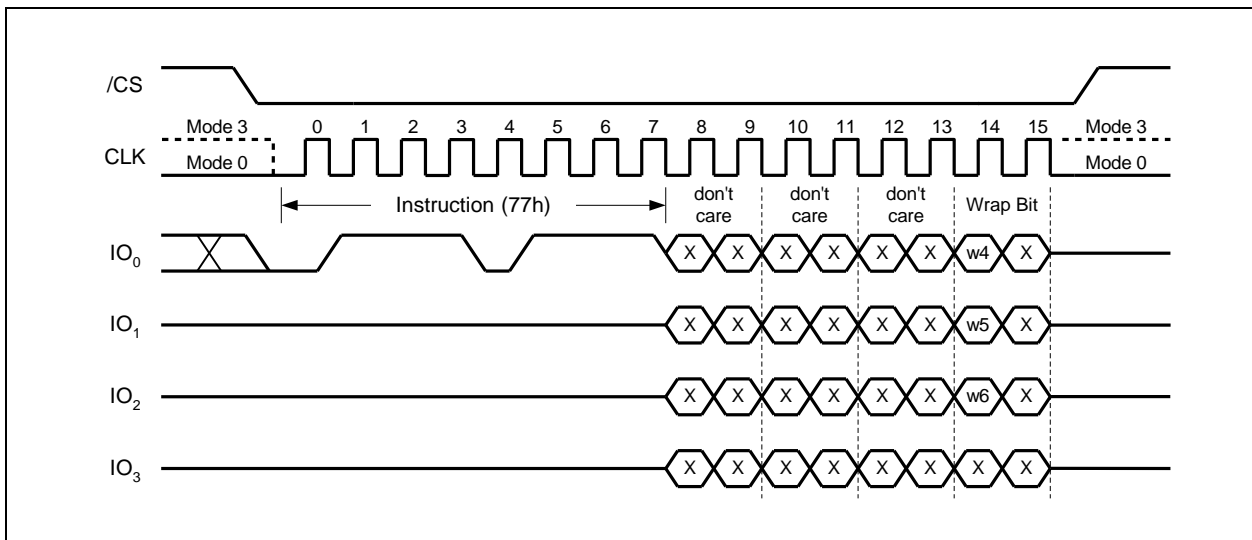 /CS
Mode 3 0 1 2 3 4 5 6 7 8 9 10 11 12 13 14 15 Mode 3
CLK Mode 0 Mode 0
Instruction (77h) don't care don't care don't care Wrap Bit
IO0 X X X X X X w4 X
IO1 X X X X X X w5 X
IO2 X X X X X X w6 X
IO3 X X X X X X X X